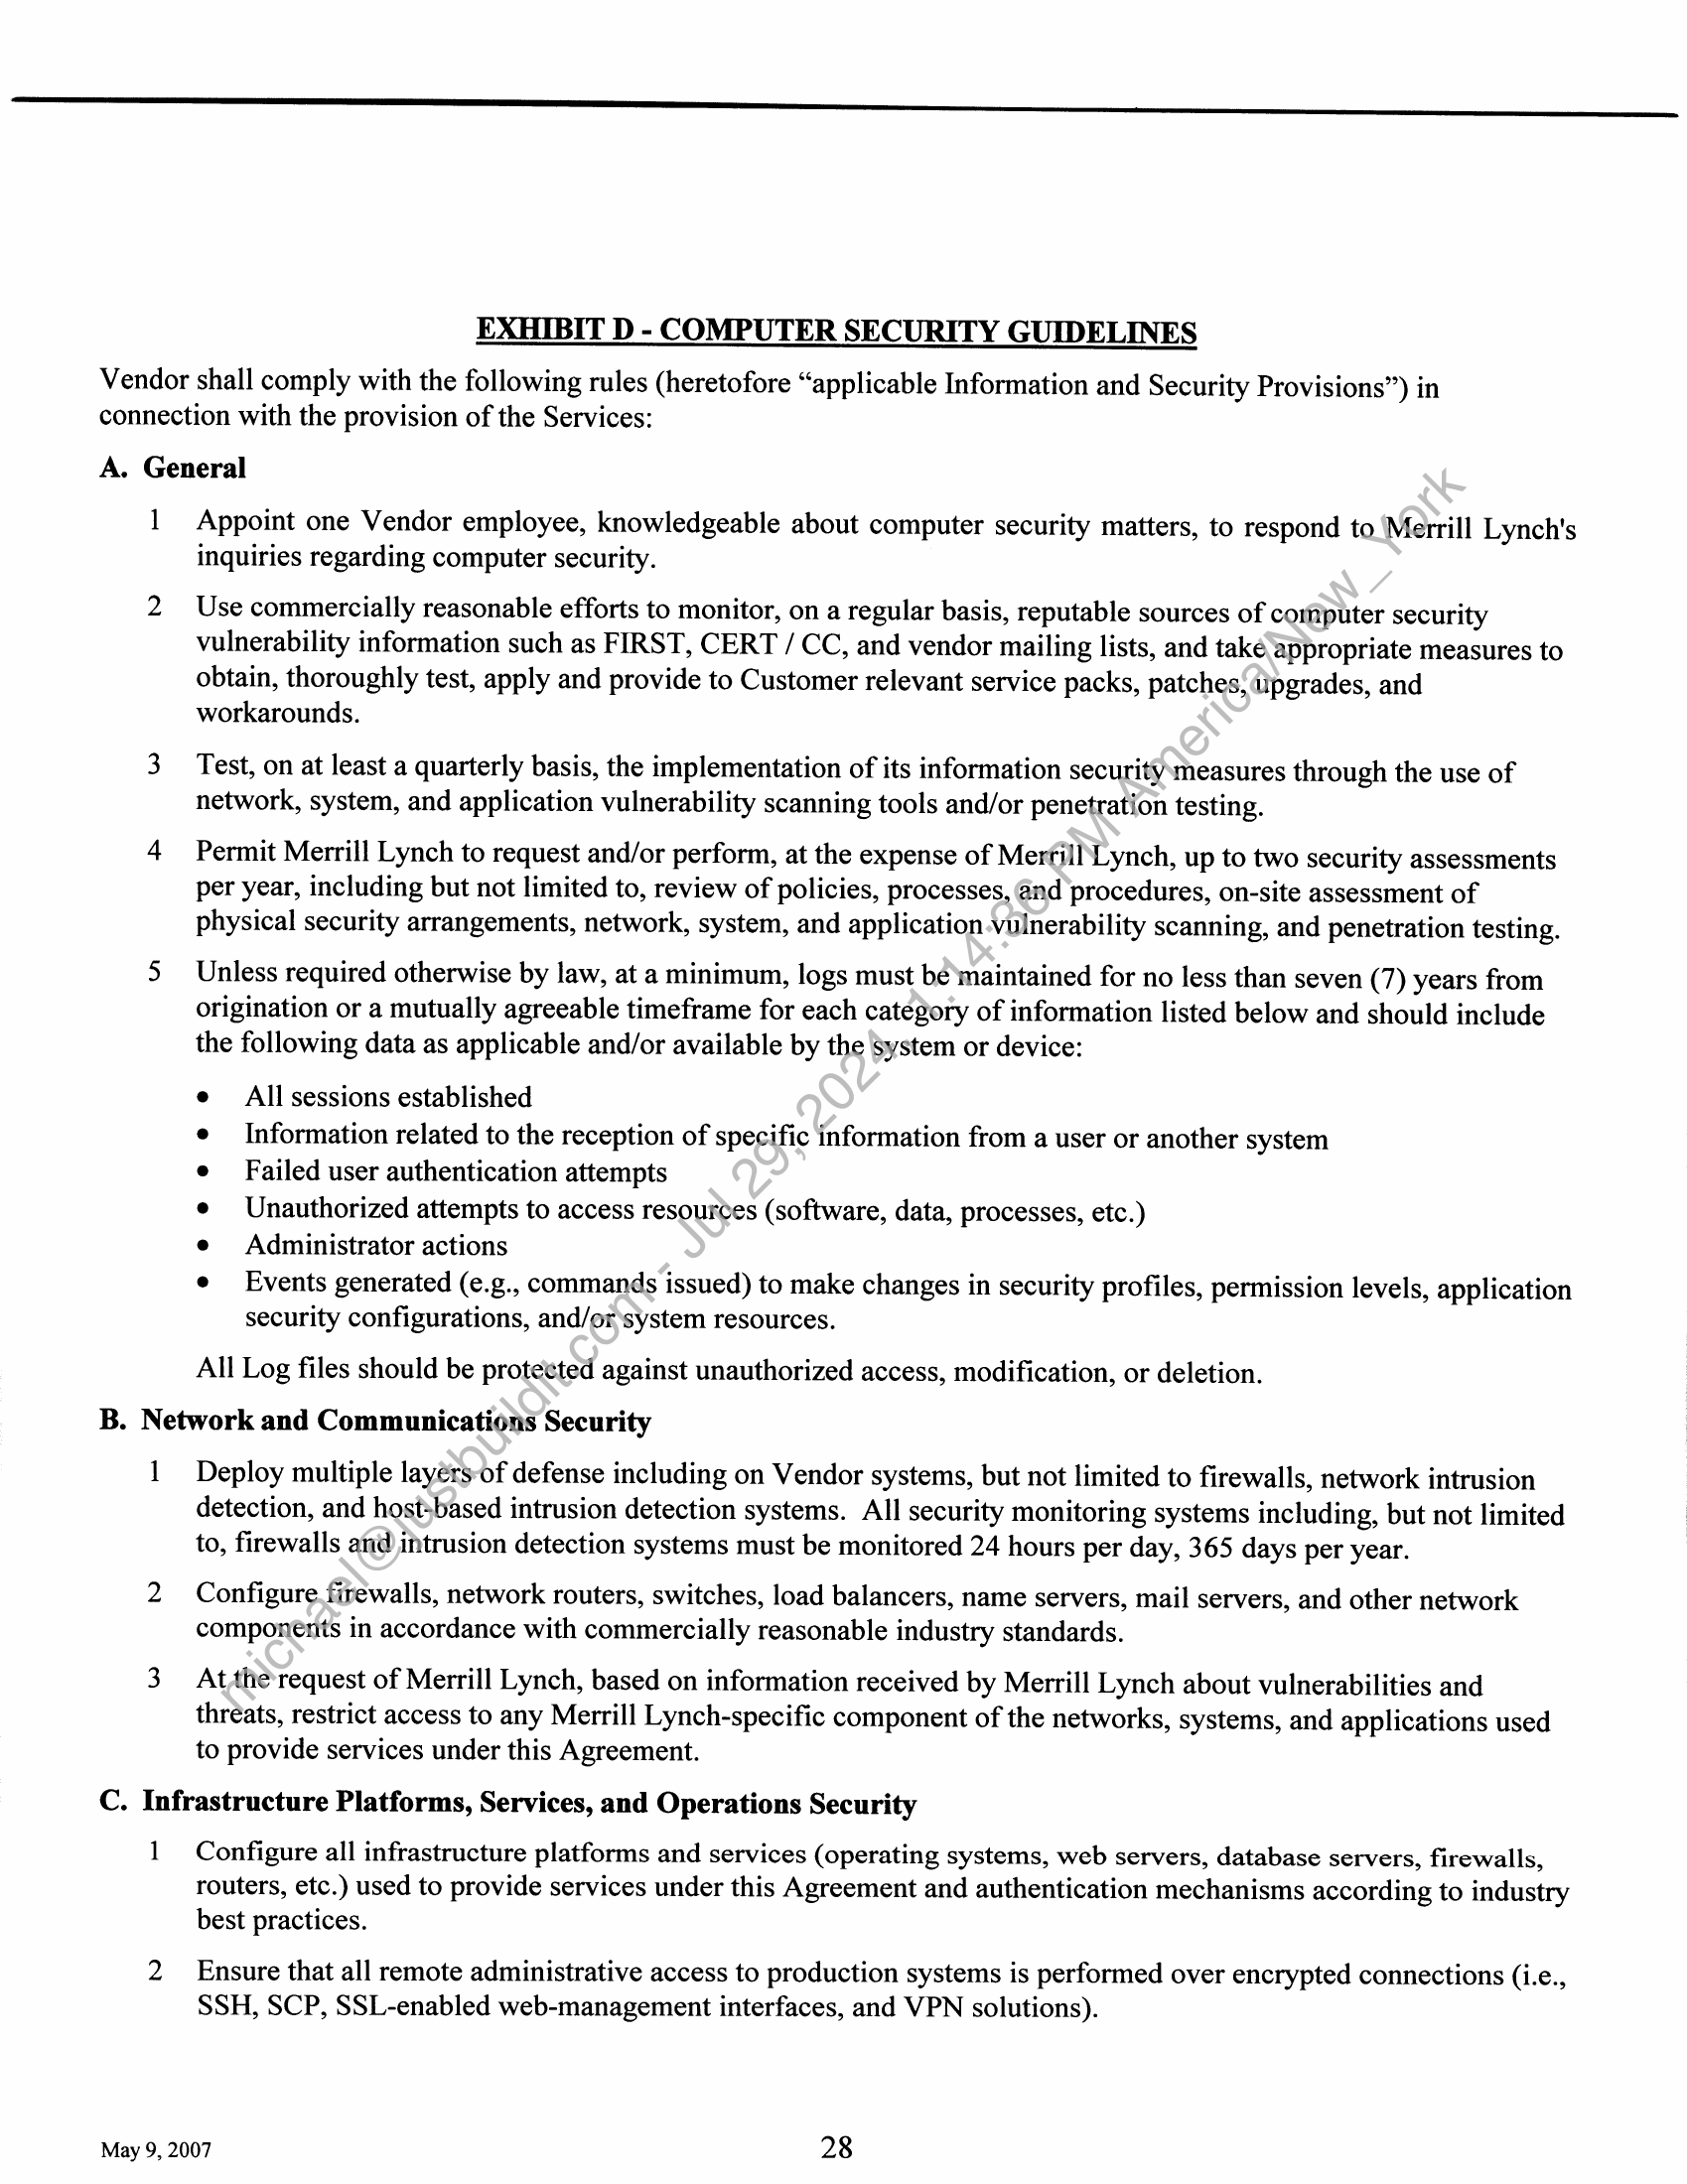 EXHIBIT D - COMPUTER SECURITY GUIDELINES
Vendor shall comply with the following rules (heretofore “applicable Information and Security Provisions”) in
connection with the provision of the Services:
A. General
1 Appoint one Vendor employee, knowledgeable about computer security matters, to respond to Merrill Lynch's
inquiries regarding computer security.
2 Use commercially reasonable efforts to monitor, on a regular basis, reputable sources of computer security
vulnerability information such as FIRST, CERT / CC, and vendor mailing lists, and take appropriate measures to
obtain, thoroughly test, apply and provide to Customer relevant service packs, patches, upgrades, and
workarounds.
3 Test, on at least a quarterly basis, the implementation of its information security measures through the use of
network, system, and application vulnerability scanning tools and/or penetration testing.
4 Permit Merrill Lynch to request and/or perform, at the expense of Merrill Lynch, up to two security assessments
per year, including but not limited to, review of policies, processes, and procedures, on-site assessment of
physical security arrangements, network, system, and application vulnerability scanning, and penetration testing.
5 Unless required otherwise by law, at a minimum, logs must be maintained for no less than seven (7) years from
origination or a mutually agreeable timeframe for each category of information listed below and should include
the following data as applicable and/or available by the system or device:
• All sessions established
• Information related to the reception of specific information from a user or another system
• Failed user authentication attempts
• Unauthorized attempts to access resources (software, data, processes, etc.)
• Administrator actions
• Events generated (e.g., commands issued) to make changes in security profiles, permission levels, application
security configurations, and/or system resources.
All Log files should be protected against unauthorized access, modification, or deletion.
B. Network and Communications Security
1 Deploy multiple layers of defense including on Vendor systems, but not limited to firewalls, network intrusion
detection, and host-based intrusion detection systems. All security monitoring systems including, but not limited
to, firewalls and intrusion detection systems must be monitored 24 hours per day, 365 days per year.
2 Configure firewalls, network routers, switches, load balancers, name servers, mail servers, and other network
components in accordance with commercially reasonable industry standards.
3 At the request of Merrill Lynch, based on information received by Merrill Lynch about vulnerabilities and
threats, restrict access to any Merrill Lynch-specific component of the networks, systems, and applications used
to provide services under this Agreement.
C. Infrastructure Platforms, Services, and Operations Security
1 Configure all infrastructure platforms and services (operating systems, web servers, database servers, firewalls,
routers, etc.) used to provide services under this Agreement and authentication mechanisms according to industry
best practices.
2 Ensure that all remote administrative access to production systems is performed over encrypted connections (i.e.,
SSH, SCP, SSL-enabled web-management interfaces, and VPN solutions).
May 9, 2007
28
michael@justbuildit.com - Jul 29, 2024, 1:14:36 PM America/New_York